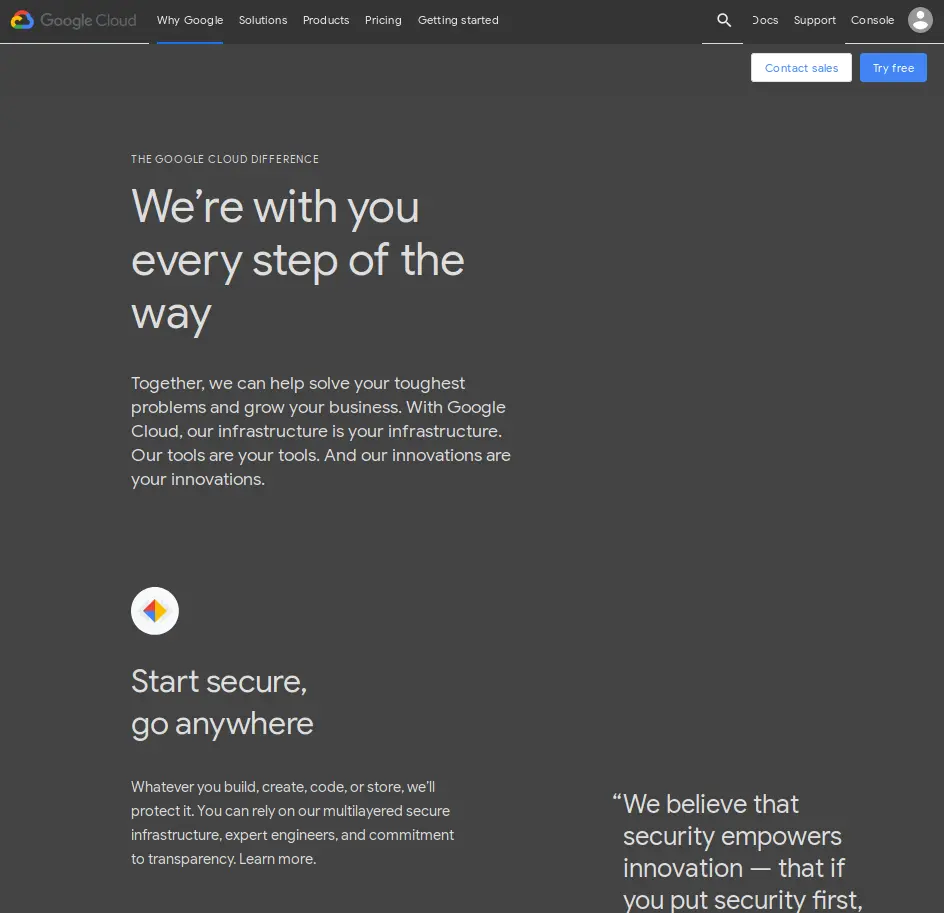 Google Cloud
Why Google
Solutions
Products
Pricing
Getting started
Docs
Support
Console
Contact sales
Try free
THE GOOGLE CLOUD DIFFERENCE
We’re with you
every step of the
way
Together, we can help solve your toughest
problems and grow your business. With Google
Cloud, our infrastructure is your infrastructure.
Our tools are your tools. And our innovations are
your innovations.
Start secure,
go anywhere
Whatever you build, create, code, or store, we’ll
protect it. You can rely on our multilayered secure
infrastructure, expert engineers, and commitment
to transparency. Learn more.
“We believe that
security empowers
innovation — that if
you put security first,